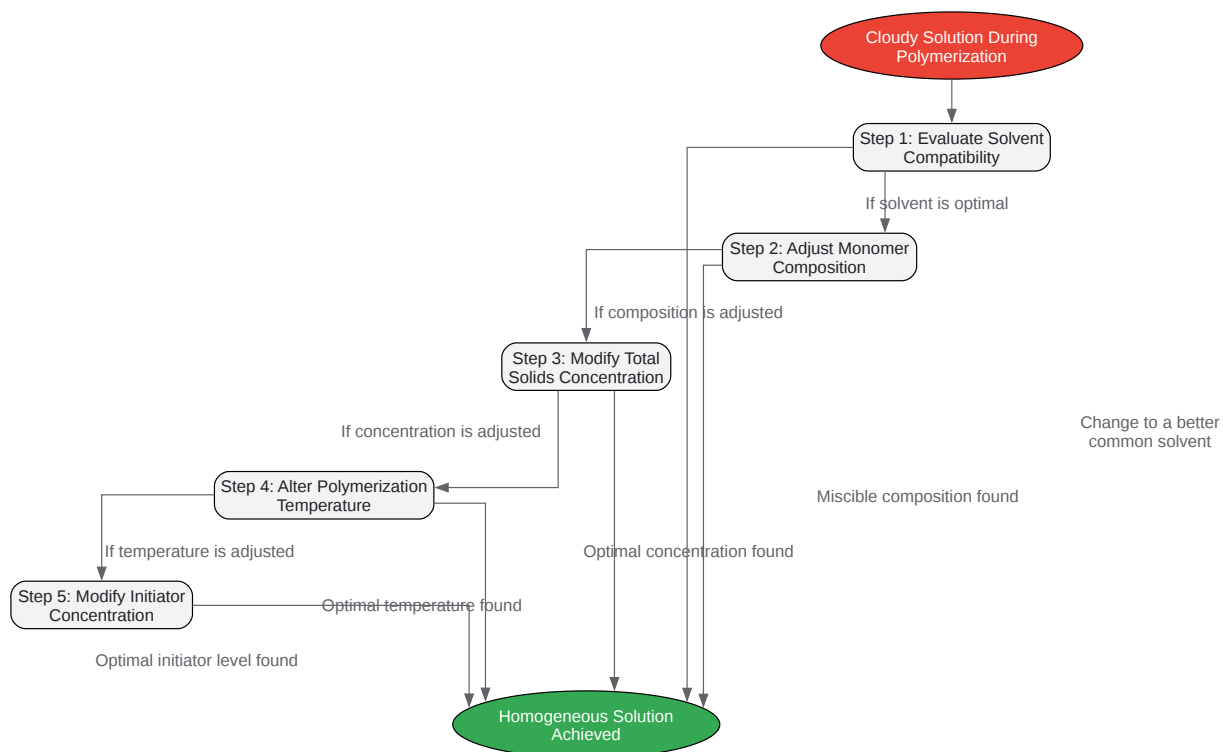 Cloudy Solution During
Polymerization
Step 1: Evaluate Solvent
Compatibility
If solvent is optimal
Step 2: Adjust Monomer
Composition
If composition is adjusted
Step 3: Modify Total
Solids Concentration
If concentration is adjusted
Change to a better
common solvent
Step 4: Alter Polymerization
Temperature
Miscible composition found
If temperature is adjusted
Optimal concentration found
Step 5: Modify Initiator
Concentration
Optimal temperature found
Optimal initiator level found
Homogeneous Solution
Achieved